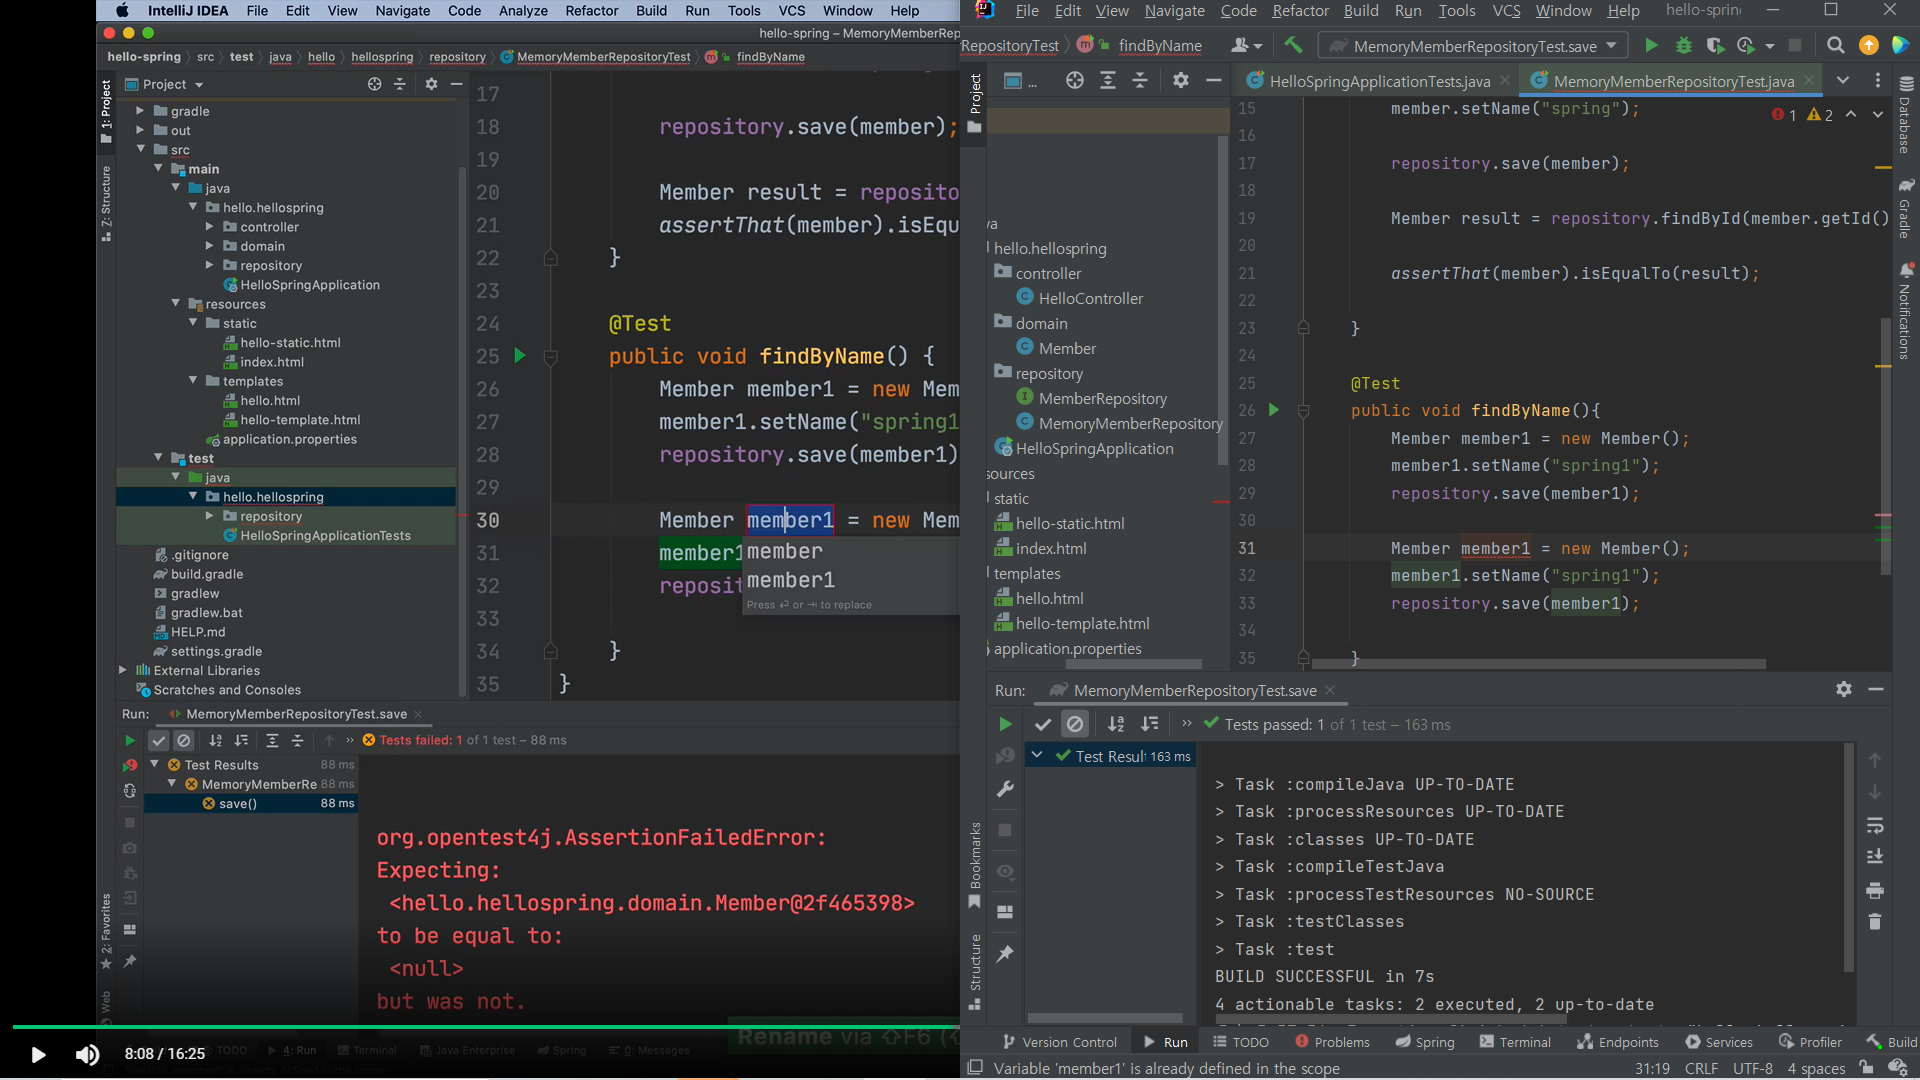 IntelliJ IDEA File Edit View Navigate Code Analyze Refactor Build Run Tools VCS Window Help
hello-spring – MemoryMemberRe
hello-spring src test java hello hellospring repository MemoryMemberRepositoryTest findByName
Project
1: Project
Z: Structure
2: Favorites
Web
gradle
out
src
main
java
hello.hellospring
controller
domain
repository
HelloSpringApplication
resources
static
hello-static.html
index.html
templates
hello.html
hello-template.html
application.properties
test
java
hello.hellospring
repository
HelloSpringApplicationTests
.gitignore
build.gradle
gradlew
gradlew.bat
HELP.md
settings.gradle
External Libraries
Scratches and Consoles
17
18 repository.save(member);
19
20 Member result = reposito
21 assertThat(member).isEqu
22 }
23
24 @Test
25 public void findByName() {
26 Member member1 = new Mem
27 member1.setName("spring1
28 repository.save(member1)
29
30 Member member1 = new Mem
31 member1
32 reposit
33
34 }
35 }
member
member1
Press ⏎ or ⇥ to replace
Run: MemoryMemberRepositoryTest.save
Tests failed: 1 of 1 test – 88 ms
Test Results 88 ms
MemoryMemberRe 88 ms
save() 88 ms
org.opentest4j.AssertionFailedError:
Expecting:
<hello.hellospring.domain.Member@2f465398>
to be equal to:
<null>
but was not.
Rename via ⇧F6 (
8:08 / 16:25
TODO 4: Run Terminal Java Enterprise Spring 0: Messages
File Edit View Navigate Code Refactor Build Run Tools VCS Window Help hello-sprin
RepositoryTest findByName MemoryMemberRepositoryTest.save
Project
...
HelloSpringApplicationTests.java MemoryMemberRepositoryTest.java
1 2
va
hello.hellospring
controller
HelloController
domain
Member
repository
MemberRepository
MemoryMemberRepository
HelloSpringApplication
sources
static
hello-static.html
index.html
templates
hello.html
hello-template.html
application.properties
15 member.setName("spring");
16
17 repository.save(member);
18
19 Member result = repository.findById(member.getId()
20
21 assertThat(member).isEqualTo(result);
22
23 }
24
25 @Test
26 public void findByName(){
27 Member member1 = new Member();
28 member1.setName("spring1");
29 repository.save(member1);
30
31 Member member1 = new Member();
32 member1.setName("spring1");
33 repository.save(member1);
34
35 }
Database
Gradle
Notifications
Run: MemoryMemberRepositoryTest.save
Tests passed: 1 of 1 test – 163 ms
Test Resul 163 ms
> Task :compileJava UP-TO-DATE
> Task :processResources UP-TO-DATE
> Task :classes UP-TO-DATE
> Task :compileTestJava
> Task :processTestResources NO-SOURCE
> Task :testClasses
> Task :test
BUILD SUCCESSFUL in 7s
4 actionable tasks: 2 executed, 2 up-to-date
Bookmarks
Structure
Version Control Run TODO Problems Spring Terminal Endpoints Services Profiler Build
Variable 'member1' is already defined in the scope 31:19 CRLF UTF-8 4 spaces